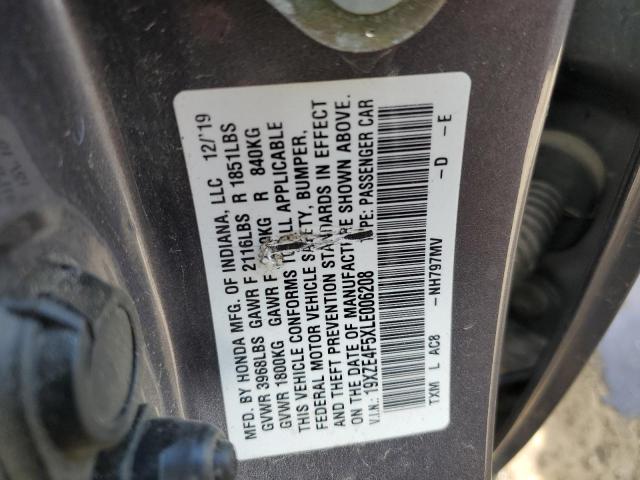 MFD. BY HONDA MFG. OF INDIANA, LLC 12/'19
GVWR 3968LBS GAWR F 2116LBS R 1851LBS
GVWR 1800KG GAWR F KG R 840KG
THIS VEHICLE CONFORMS TO ALL APPLICABLE
FEDERAL MOTOR VEHICLE SAFETY, BUMPER,
AND THEFT PREVENTION STANDARDS IN EFFECT
ON THE DATE OF MANUFACTURE SHOWN ABOVE.
V.I.N.: 19XZE4F5XLE006208 TYPE: PASSENGER CAR
TXM L AC8 -NH797MV -D -E